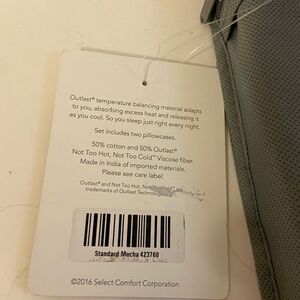 Outlast® temperature balancing material adapts
to you, absorbing excess heat and releasing it
as you cool. So you sleep just right every night.
Set includes two pillowcases.
50% cotton and 50% Outlast®
Not Too Hot, Not Too Cold™ Viscose fiber.
Made in India of imported materials.
Please see care label.
Outlast® and Not Too Hot, Not
trademarks of Outlast
Standard Mocha 423760
©2016 Select Comfort Corporation